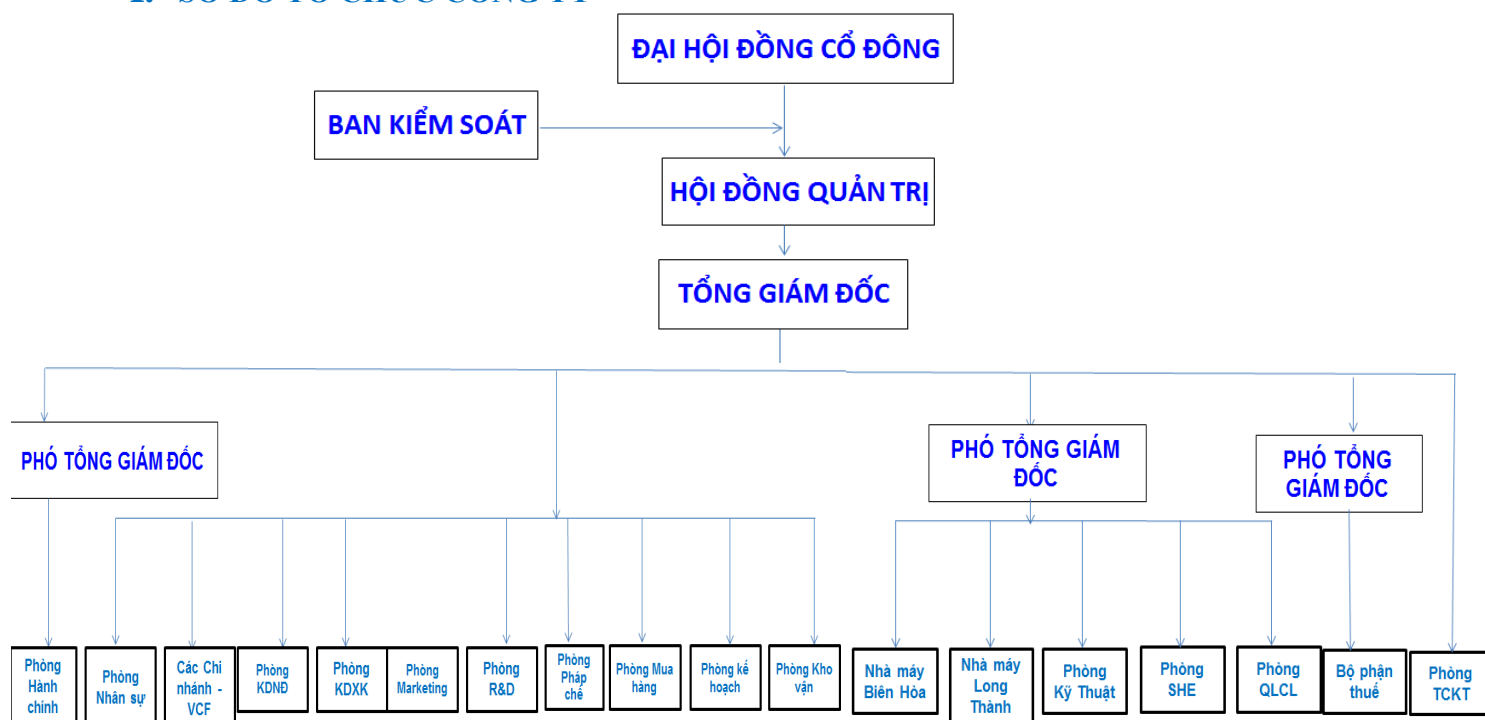 ĐẠI HỘI ĐỒNG CỔ ĐÔNG
BAN KIỂM SOÁT
HỘI ĐỒNG QUẢN TRỊ
TỔNG GIÁM ĐỐC
PHÓ TỔNG GIÁM ĐỐC
PHÓ TỔNG GIÁM
ĐỐC
PHÓ TỔNG
GIÁM ĐỐC
Phòng
Hành
chính
Phòng
Nhân sự
Các Chi
nhánh -
VCF
Phòng
KDNĐ
Phòng
KDXK
Phòng
Marketing
Phòng
R&D
Phòng
Pháp
chế
Phòng Mua
hàng
Phòng kế
hoạch
Phòng Kho
vận
Nhà máy
Biên Hòa
Nhà máy
Long
Thành
Phòng
Kỹ Thuật
Phòng
SHE
Phòng
QLCL
Bộ phận
thuế
Phòng
TCKT